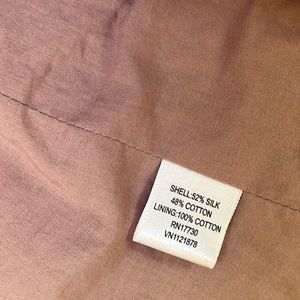 SHELL:52% SILK
48% COTTON
LINING:100% COTTON
RN17730
VN1121878